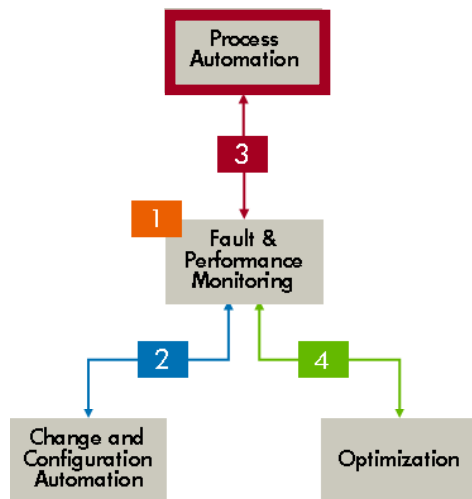 Process
Automation
3
1
Fault &
Performance
Monitoring
2
4
Change and
Configuration
Automation
Optimization